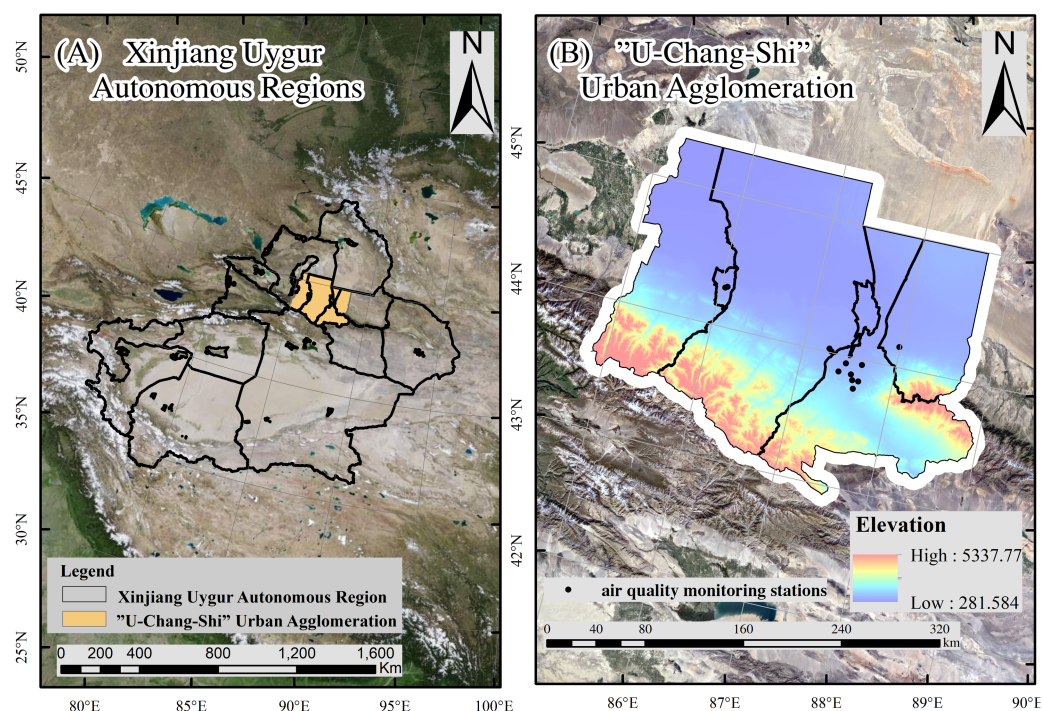 (A) Xinjiang Uygur
Autonomous Regions
N
50°N
45°N
40°N
35°N
30°N
25°N
Legend
Xinjiang Uygur Autonomous Region
”U-Chang-Shi” Urban Agglomeration
0 200 400 800 1,200 1,600
Km
80°E 85°E 90°E 95°E 100°E
(B) ”U-Chang-Shi”
Urban Agglomeration
N
45°N
44°N
43°N
42°N
Elevation
High : 5337.77
Low : 281.584
air quality monitoring stations
0 40 80 160 240 320
km
86°E 87°E 88°E 89°E 90°E